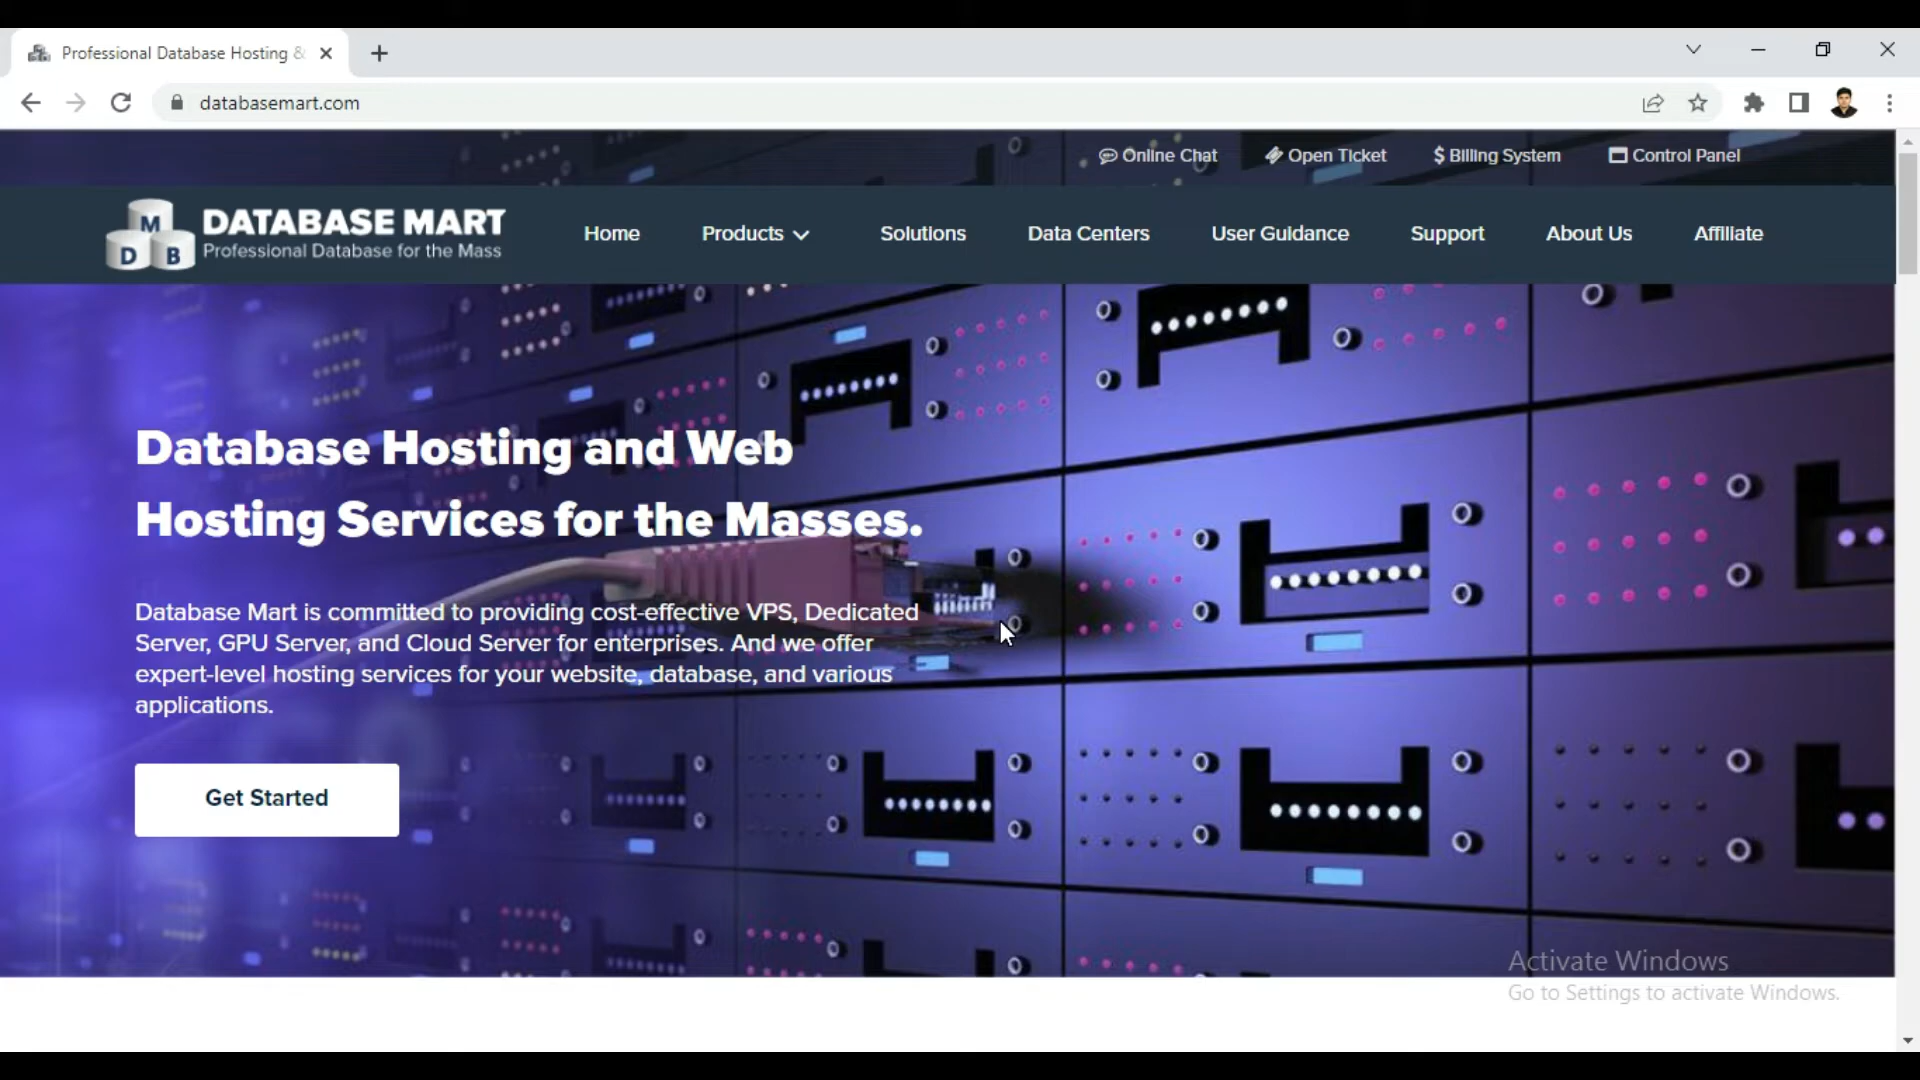 Professional Database Hosting &
databasemart.com
Online Chat
Open Ticket
$ Billing System
Control Panel
M
D B
DATABASE MART
Professional Database for the Mass
Home
Products
Solutions
Data Centers
User Guidance
Support
About Us
Affiliate
Database Hosting and Web
Hosting Services for the Masses.
Database Mart is committed to providing cost-effective VPS, Dedicated
Server, GPU Server, and Cloud Server for enterprises. And we offer
expert-level hosting services for your website, database, and various
applications.
Get Started
Activate Windows
Go to Settings to activate Windows.